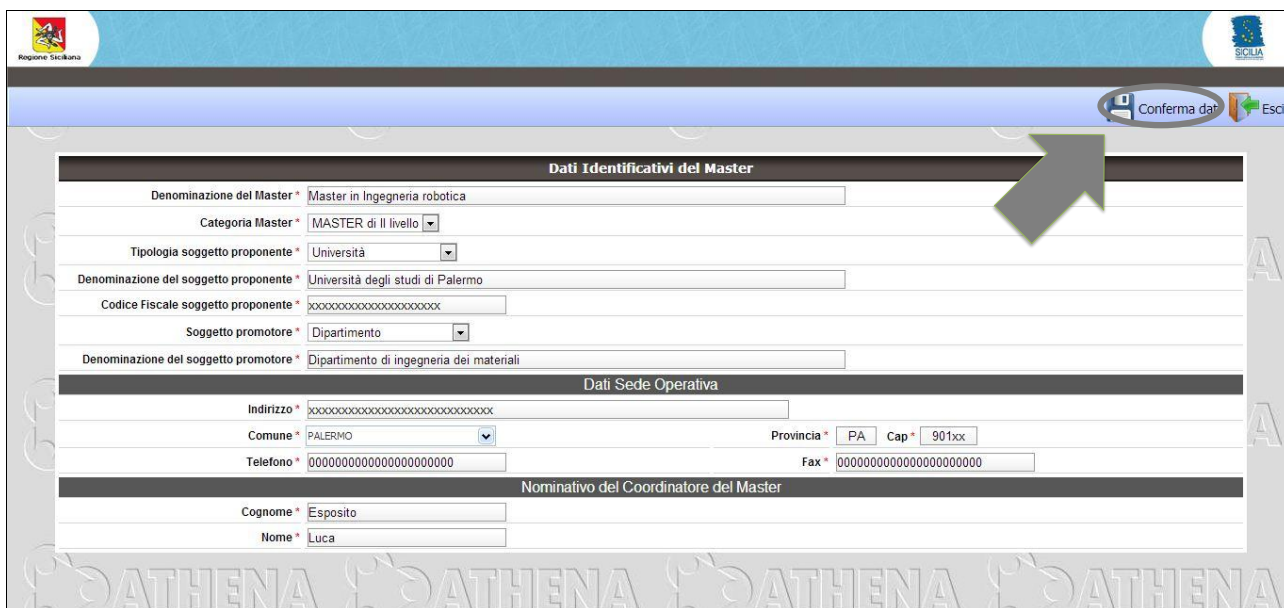 Regione Siciliana
SICILIA
Conferma dat Esci
Dati Identificativi del Master
Denominazione del Master * Master in Ingegneria robotica
Categoria Master * MASTER di II livello
Tipologia soggetto proponente * Università
Denominazione del soggetto proponente * Università degli studi di Palermo
Codice Fiscale soggetto proponente * xxxxxxxxxxxxxxxxxxxx
Soggetto promotore * Dipartimento
Denominazione del soggetto promotore * Dipartimento di ingegneria dei materiali
Dati Sede Operativa
Indirizzo * xxxxxxxxxxxxxxxxxxxxxxxxxxxx
Comune * PALERMO Provincia * PA Cap * 901xx
Telefono * 0000000000000000000000 Fax * 0000000000000000000000
Nominativo del Coordinatore del Master
Cognome * Esposito
Nome * Luca
ATHENA ATHENA ATHENA ATHENA